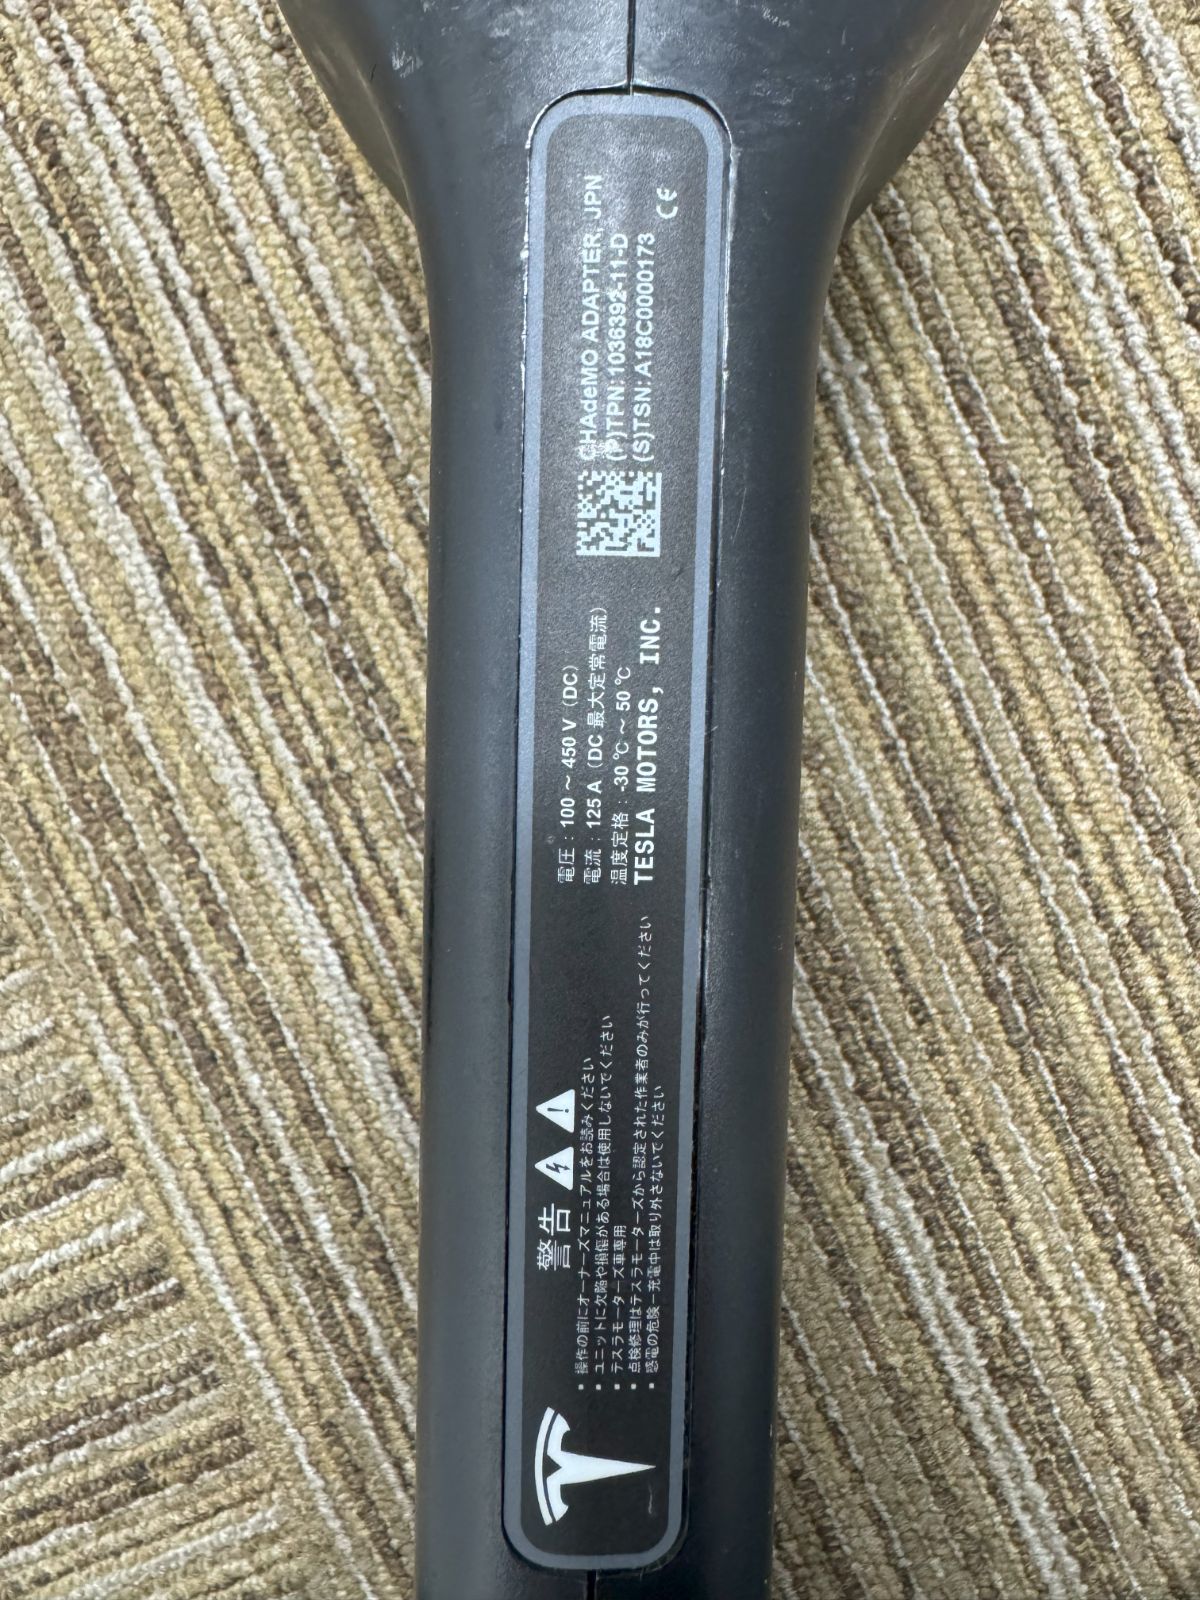 警告
・操作の前にオーナーズマニュアルをお読みください
・ユニットに欠陥や損傷がある場合は使用しないでください
・テスラモーターズ車専用
・点検修理はテスラモーターズから認定された作業者のみが行ってください
・感電の危険ー充電中は取り外さないでください
電圧：100 ～ 450 V (DC)
電流：125 A (DC 最大定常電流)
温度定格：-30 ℃ ～ 50 ℃
TESLA MOTORS, INC.
CHAdeMO ADAPTER, JPN
(P)TPN: 1036392-11-D
(S)TSN: A18C0000173
CE